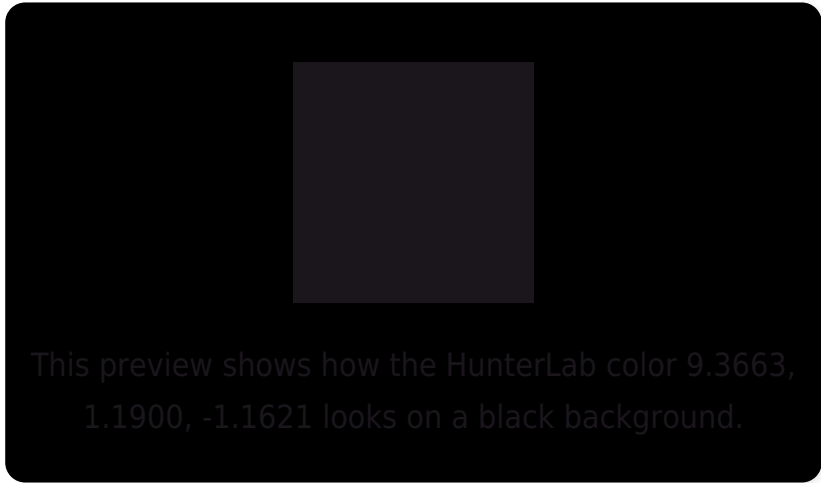 This preview shows how the HunterLab color 9.3663,
1.1900, -1.1621 looks on a black background.